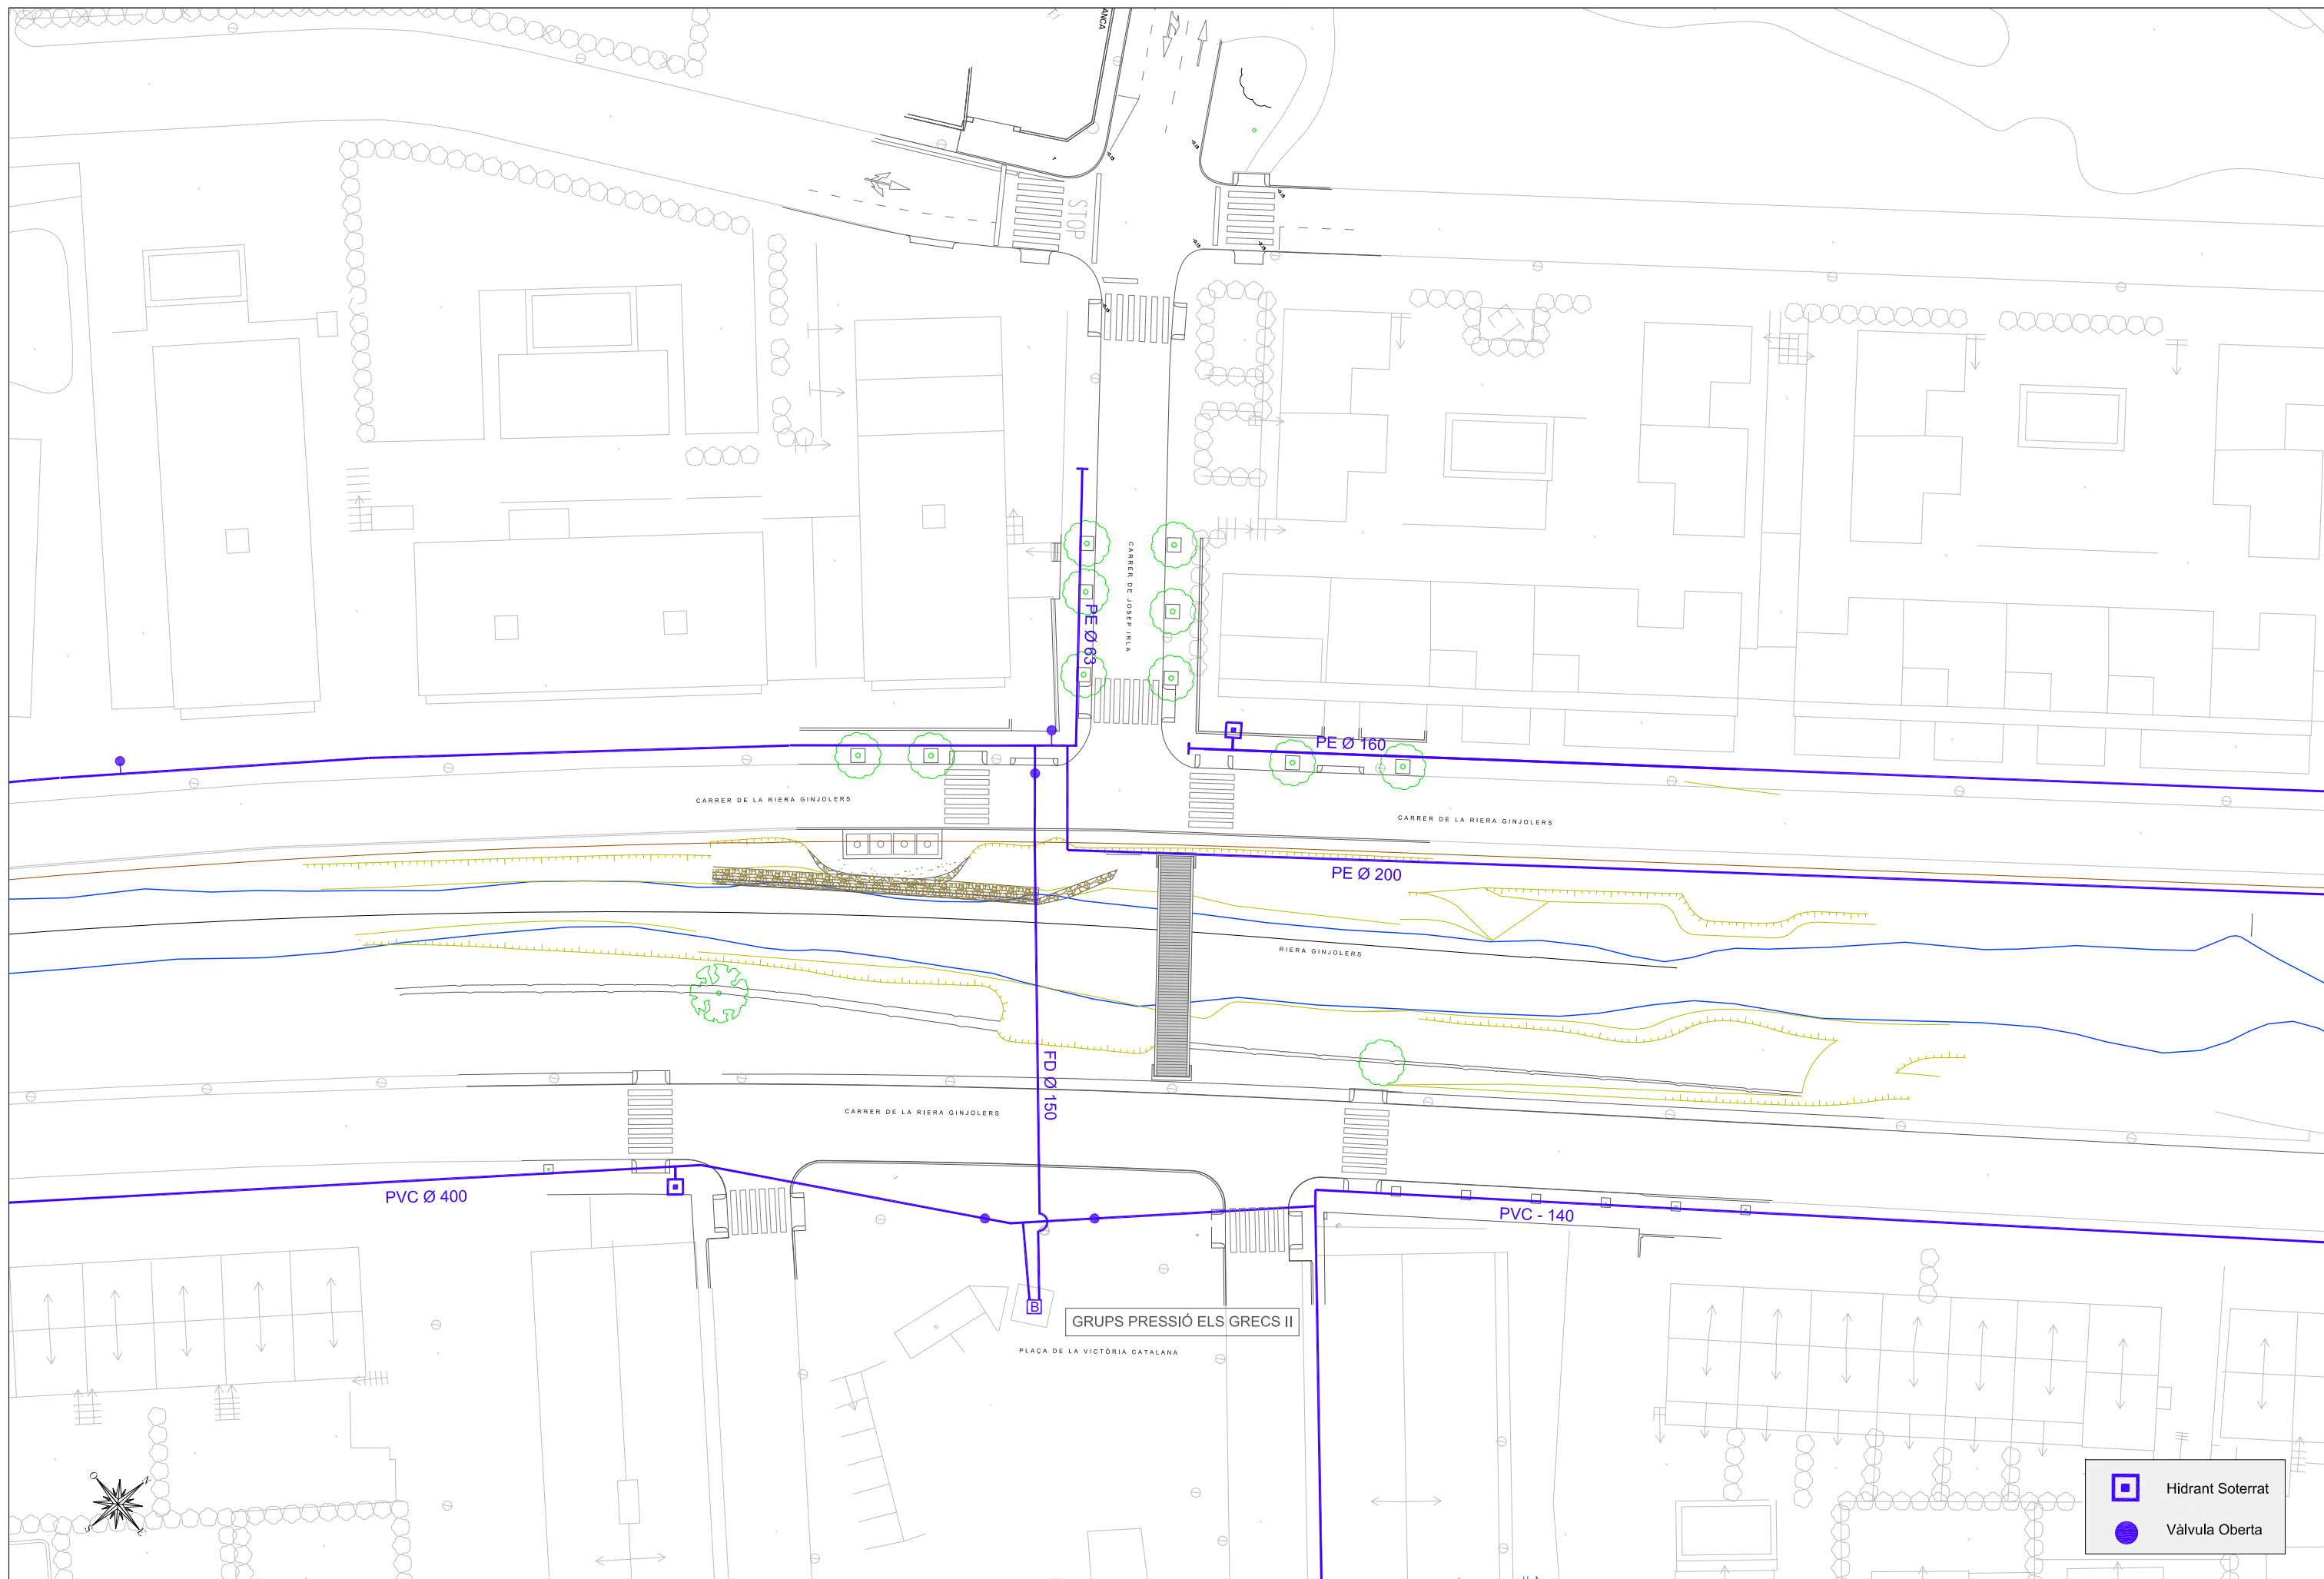 ANCA
STOP
CARRER DE JOSEP IRLA
PE Ø 63
PE Ø 160
CARRER DE LA RIERA GINJOLERS
CARRER DE LA RIERA GINJOLERS
PE Ø 200
RIERA GINJOLERS
FD Ø 150
CARRER DE LA RIERA GINJOLERS
PVC Ø 400
PVC - 140
B
GRUPS PRESSIÓ ELS GRECS II
PLAÇA DE LA VICTÒRIA CATALANA
O N
S E
Hidrant Soterrat
Vàlvula Oberta